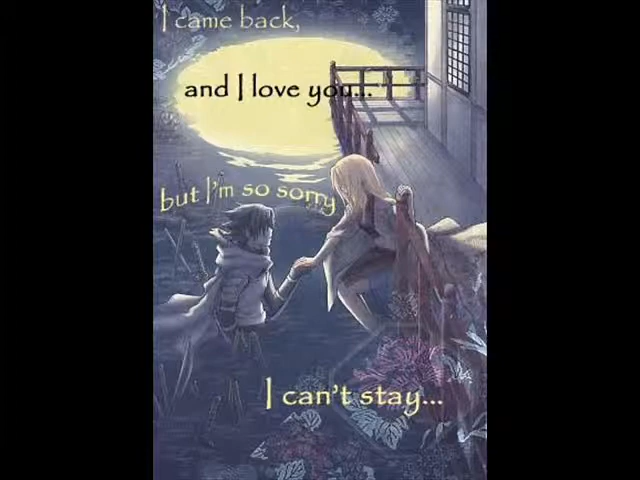 I came back,
and I love you...
but I'm so sorry
I can't stay...